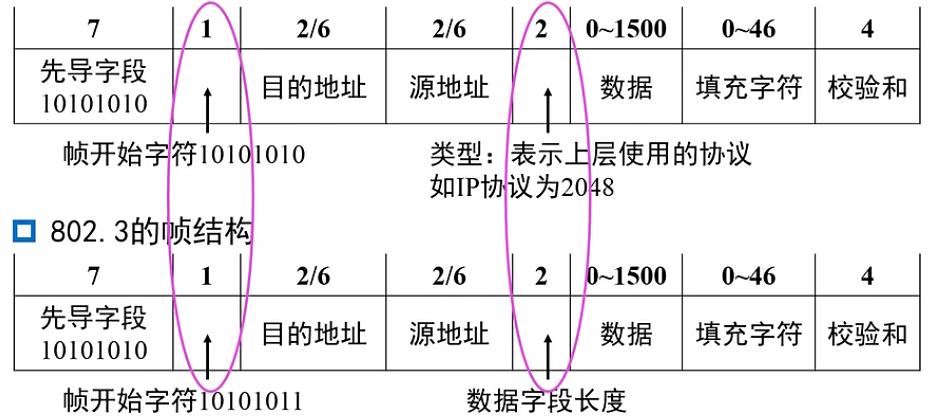 7 1 2/6 2/6 2 0~1500 0~46 4
先导字段 目的地址 源地址 数据 填充字符 校验和
10101010
帧开始字符10101010 类型：表示上层使用的协议
如IP协议为2048
802.3的帧结构
7 1 2/6 2/6 2 0~1500 0~46 4
先导字段 目的地址 源地址 数据 填充字符 校验和
10101010
帧开始字符10101011 数据字段长度